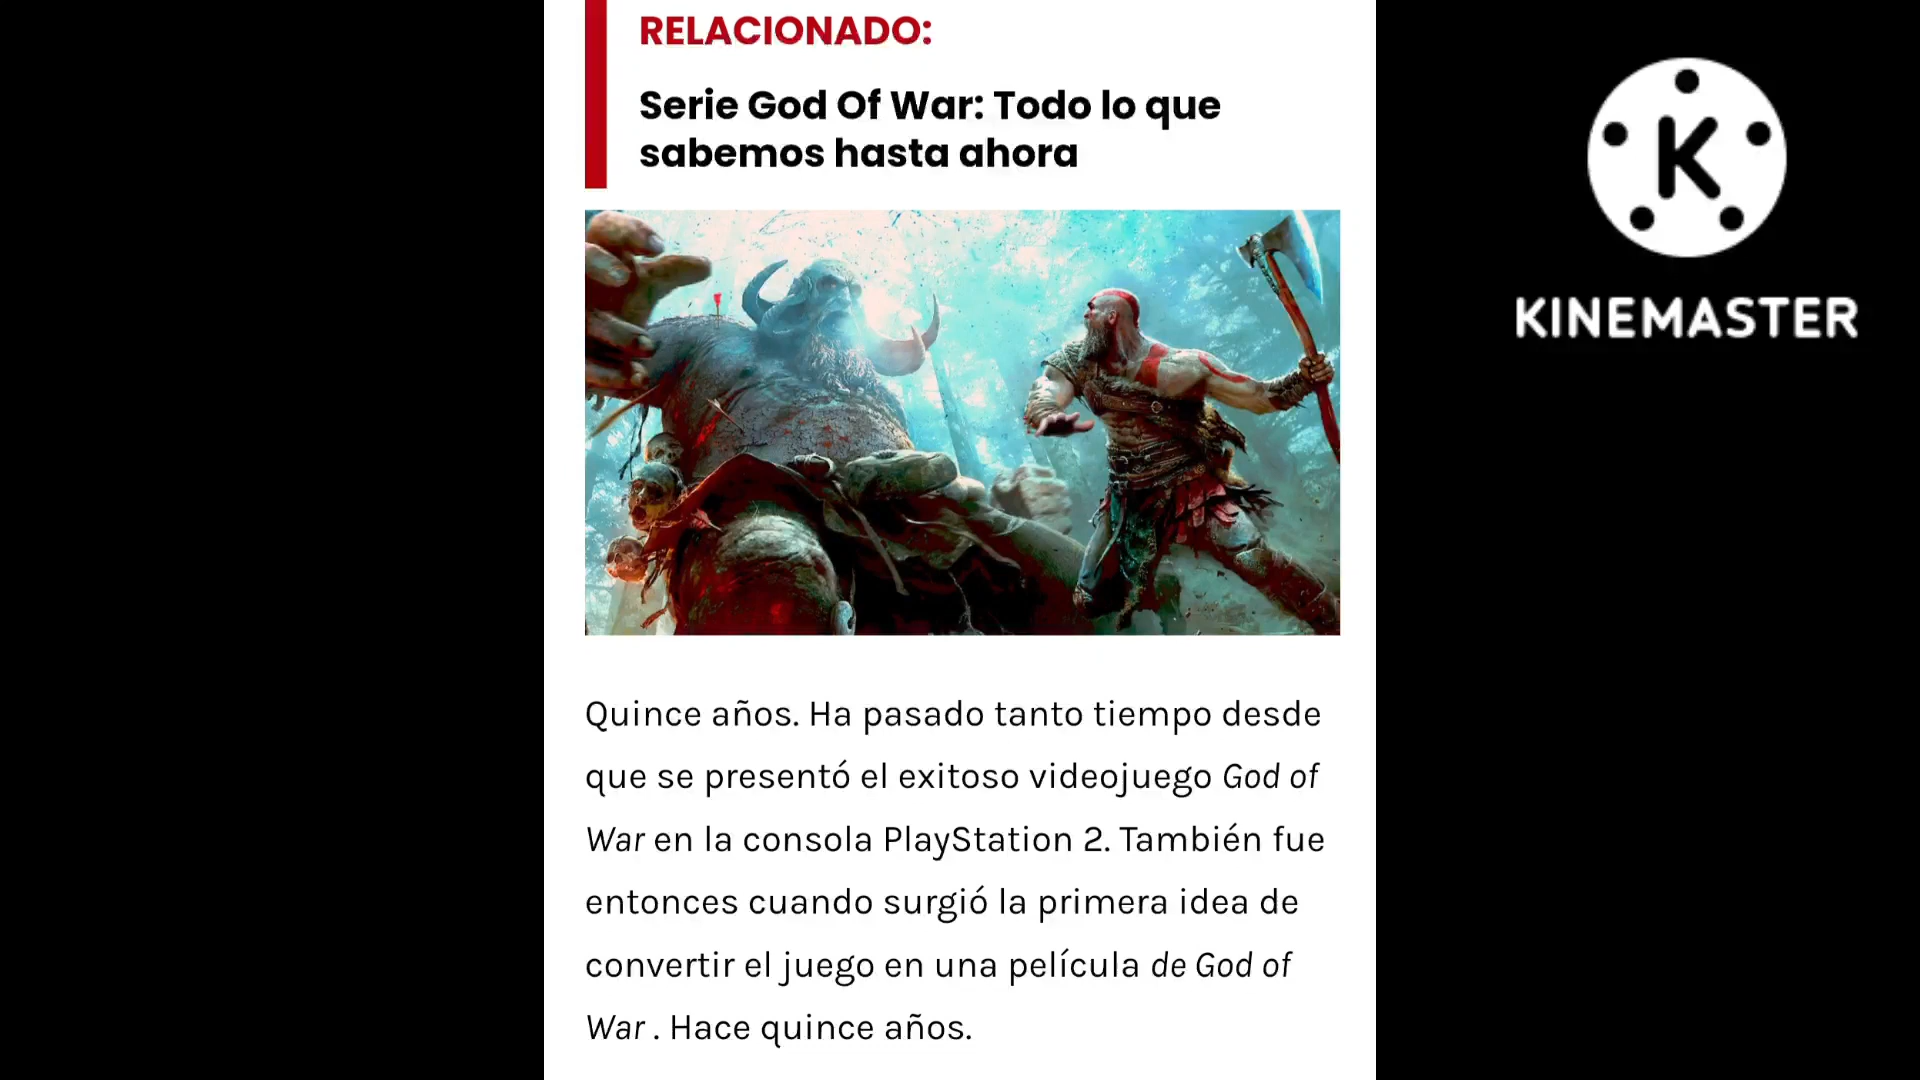 RELACIONADO:
Serie God Of War: Todo lo que
sabemos hasta ahora
K
KINEMASTER
Quince años. Ha pasado tanto tiempo desde
que se presentó el exitoso videojuego God of
War en la consola PlayStation 2. También fue
entonces cuando surgió la primera idea de
convertir el juego en una película de God of
War . Hace quince años.